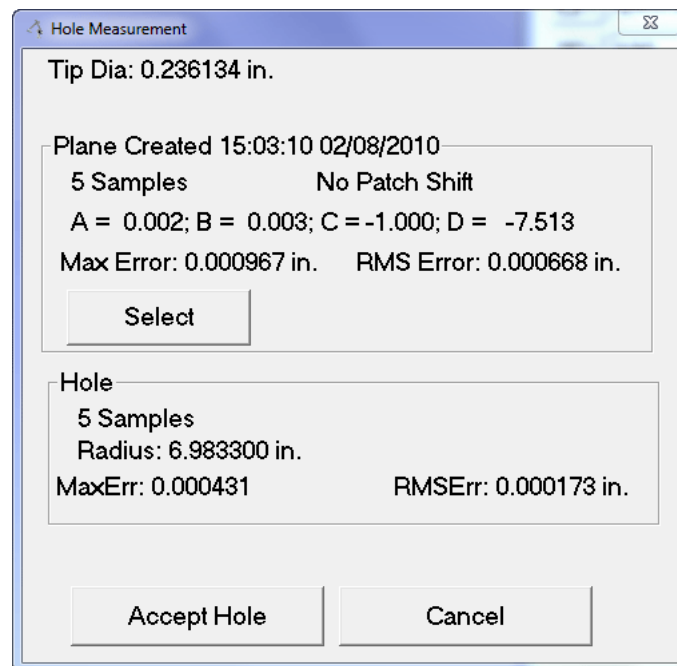 Hole Measurement
Tip Dia: 0.236134 in.
Plane Created 15:03:10 02/08/2010
5 Samples No Patch Shift
A = 0.002; B = 0.003; C =-1.000; D = -7.513
Max Error: 0.000967 in. RMS Error: 0.000668 in.
Select
Hole
5 Samples
Radius: 6.983300 in.
MaxErr: 0.000431 RMSErr: 0.000173 in.
Accept Hole Cancel